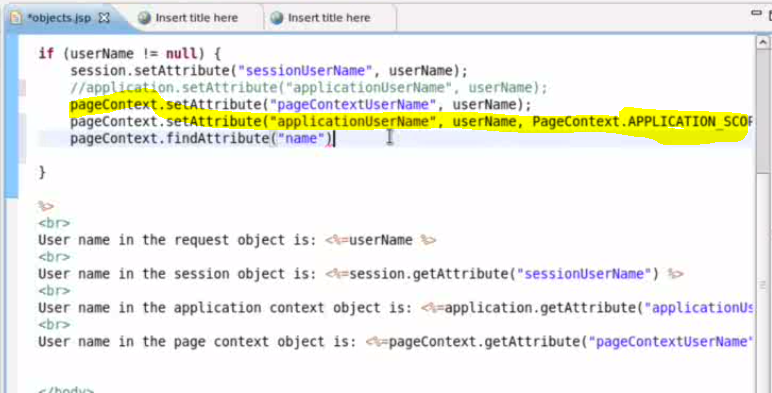 *objects.jsp Insert title here Insert title here
if (userName != null) {
session.setAttribute("sessionUserName", userName);
//application.setAttribute("applicationUserName", userName);
pageContext.setAttribute("pageContextUserName", userName);
pageContext.setAttribute("applicationUserName", userName, PageContext.APPLICATION_SCOP
pageContext.findAttribute("name")
}
%>
<br>
User name in the request object is: <%=userName %>
<br>
User name in the session object is: <%=session.getAttribute("sessionUserName") %>
<br>
User name in the application context object is: <%=application.getAttribute("applicationUs
<br>
User name in the page context object is: <%=pageContext.getAttribute("pageContextUserName"
</body>